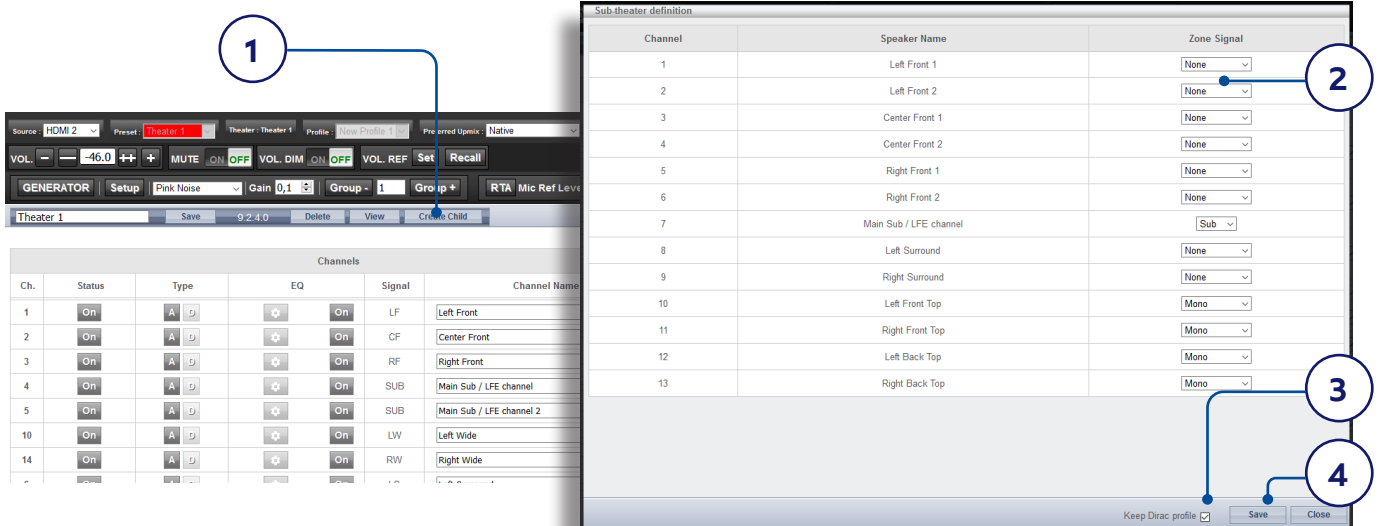 1
Source : HDMI 2 Preset : Theater 1 Theater : Theater 1 Profile : New Profile 1 Preferred Upmix : Native
VOL. -46.0 MUTE ON OFF VOL. DIM ON OFF VOL. REF Set Recall
GENERATOR Setup Pink Noise Gain 0,1 Group - 1 Group + RTA Mic Ref Leve
Theater 1 Save 9.2.4.0 Delete View Create Child
Channels
Ch. Status Type EQ Signal Channel Name
1 On A D On LF Left Front
2 On A D On CF Center Front
3 On A D On RF Right Front
4 On A D On SUB Main Sub / LFE channel
5 On A D On SUB Main Sub / LFE channel 2
10 On A D On LW Left Wide
14 On A D On RW Right Wide
Sub-theater definition
Channel Speaker Name Zone Signal
1 Left Front 1 None
2 Left Front 2 None
3 Center Front 1 None
4 Center Front 2 None
5 Right Front 1 None
6 Right Front 2 None
7 Main Sub / LFE channel Sub
8 Left Surround None
9 Right Surround None
10 Left Front Top Mono
11 Right Front Top Mono
12 Left Back Top Mono
13 Right Back Top Mono
2
3
4
Keep Dirac profile Save Close